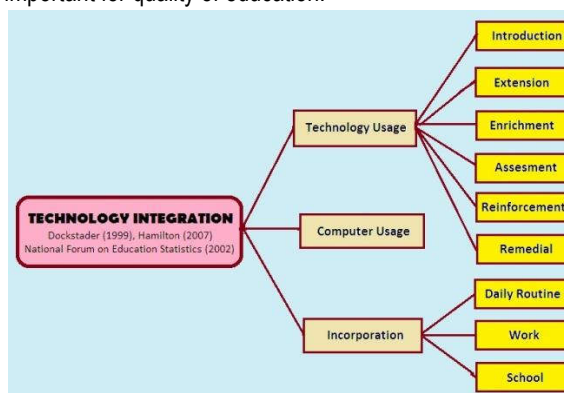 important for quality of education.
Introduction
Extension
Technology Usage
Enrichment
Assesment
TECHNOLOGY INTEGRATION
Dockstader (1999), Hamilton (2007)
National Forum on Education Statistics (2002)
Reinforcement
Computer Usage
Remedial
Daily Routine
Incorporation
Work
School